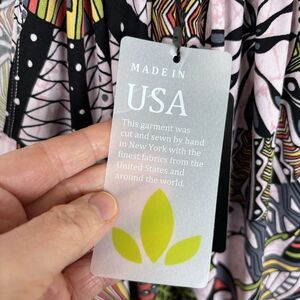 MADE IN
USA
This garment was
cut and sewn by hand
in New York with the
finest fabrics from the
United States and
around the world.